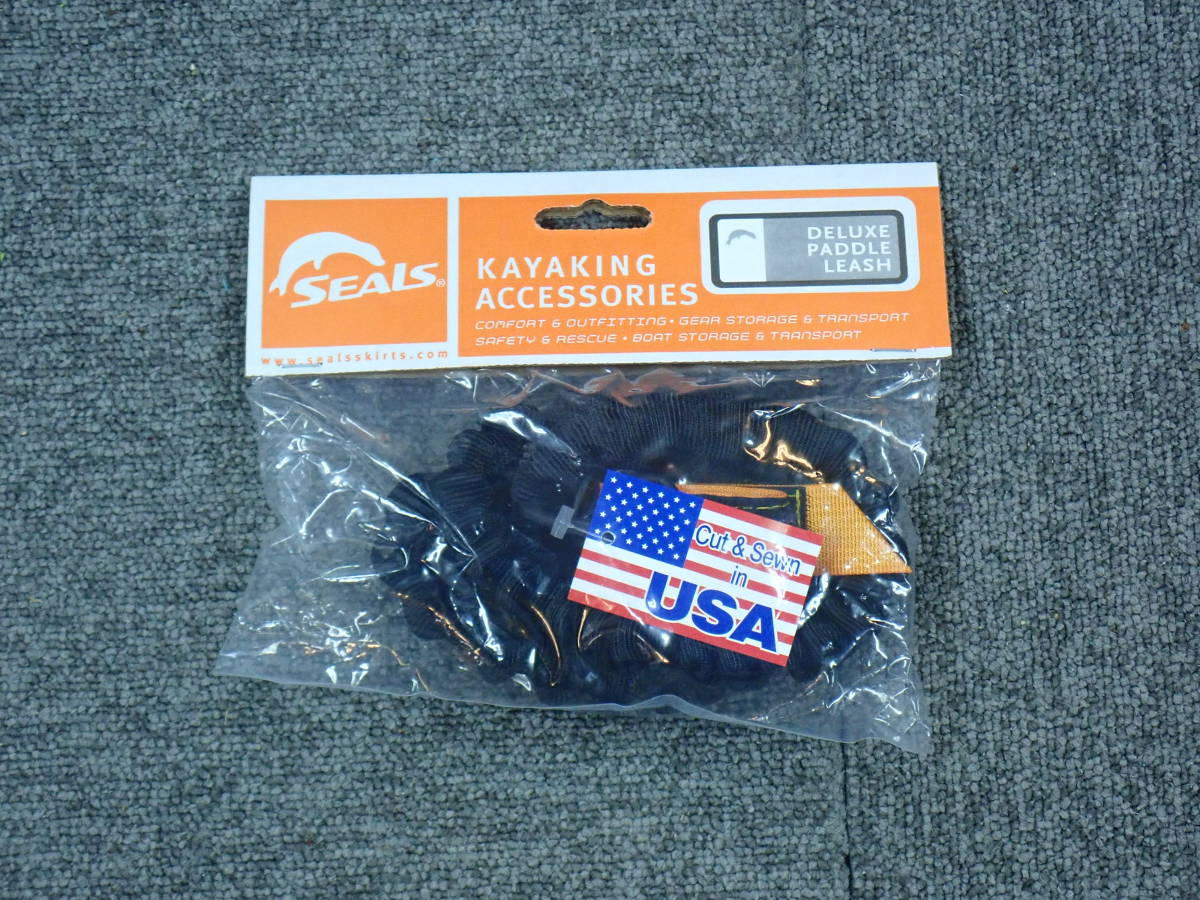 SEALS®
www.sealsskirts.com
KAYAKING
ACCESSORIES
COMFORT & OUTFITTING • GEAR STORAGE & TRANSPORT
SAFETY & RESCUE • BOAT STORAGE & TRANSPORT
DELUXE
PADDLE
LEASH
Cut & Sewn
in
USA